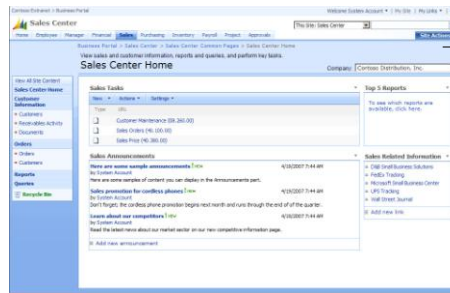 Contoso Extranet > Business Portal
Welcome System Account | My Site | My Links |
Sales Center
This Site: Sales Center
Home Employee Manager Financial Sales Purchasing Inventory Payroll Project Approvals
Site Actions
Business Portal > Sales Center > Sales Center Common Pages > Sales Center Home
View sales and customer information, reports and queries, and perform key tasks.
Sales Center Home
Company: Contoso Distribution, Inc.
View All Site Content
Sales Center Home
Customer Information
Customers
Receivables Activity
Documents
Orders
Orders
Customers
Reports
Queries
Recycle Bin
Sales Tasks
New Actions Settings
Type URL
Customer Maintenance
Sales Orders
Sales Price
Sales Announcements
Here are some sample announcements ! NEW 4/19/2007 7:44 AM
by System Account
Here are some samples of content you can display in the Announcements part.
Sales promotion for cordless phones ! NEW 4/19/2007 7:44 AM
by System Account
Don't forget: the cordless phone promotion begins next month and runs through the end of the quarter.
Learn about our competitors ! NEW 4/19/2007 7:44 AM
by System Account
Read the latest news about our market sector on our new competitive information page.
Add new announcement
Top 5 Reports
To see which reports are
available, click here.
Sales Related Information
D&B Small Business Solutions
FedEx Tracking
Microsoft Small Business Center
UPS Tracking
Wall Street Journal
Add new link